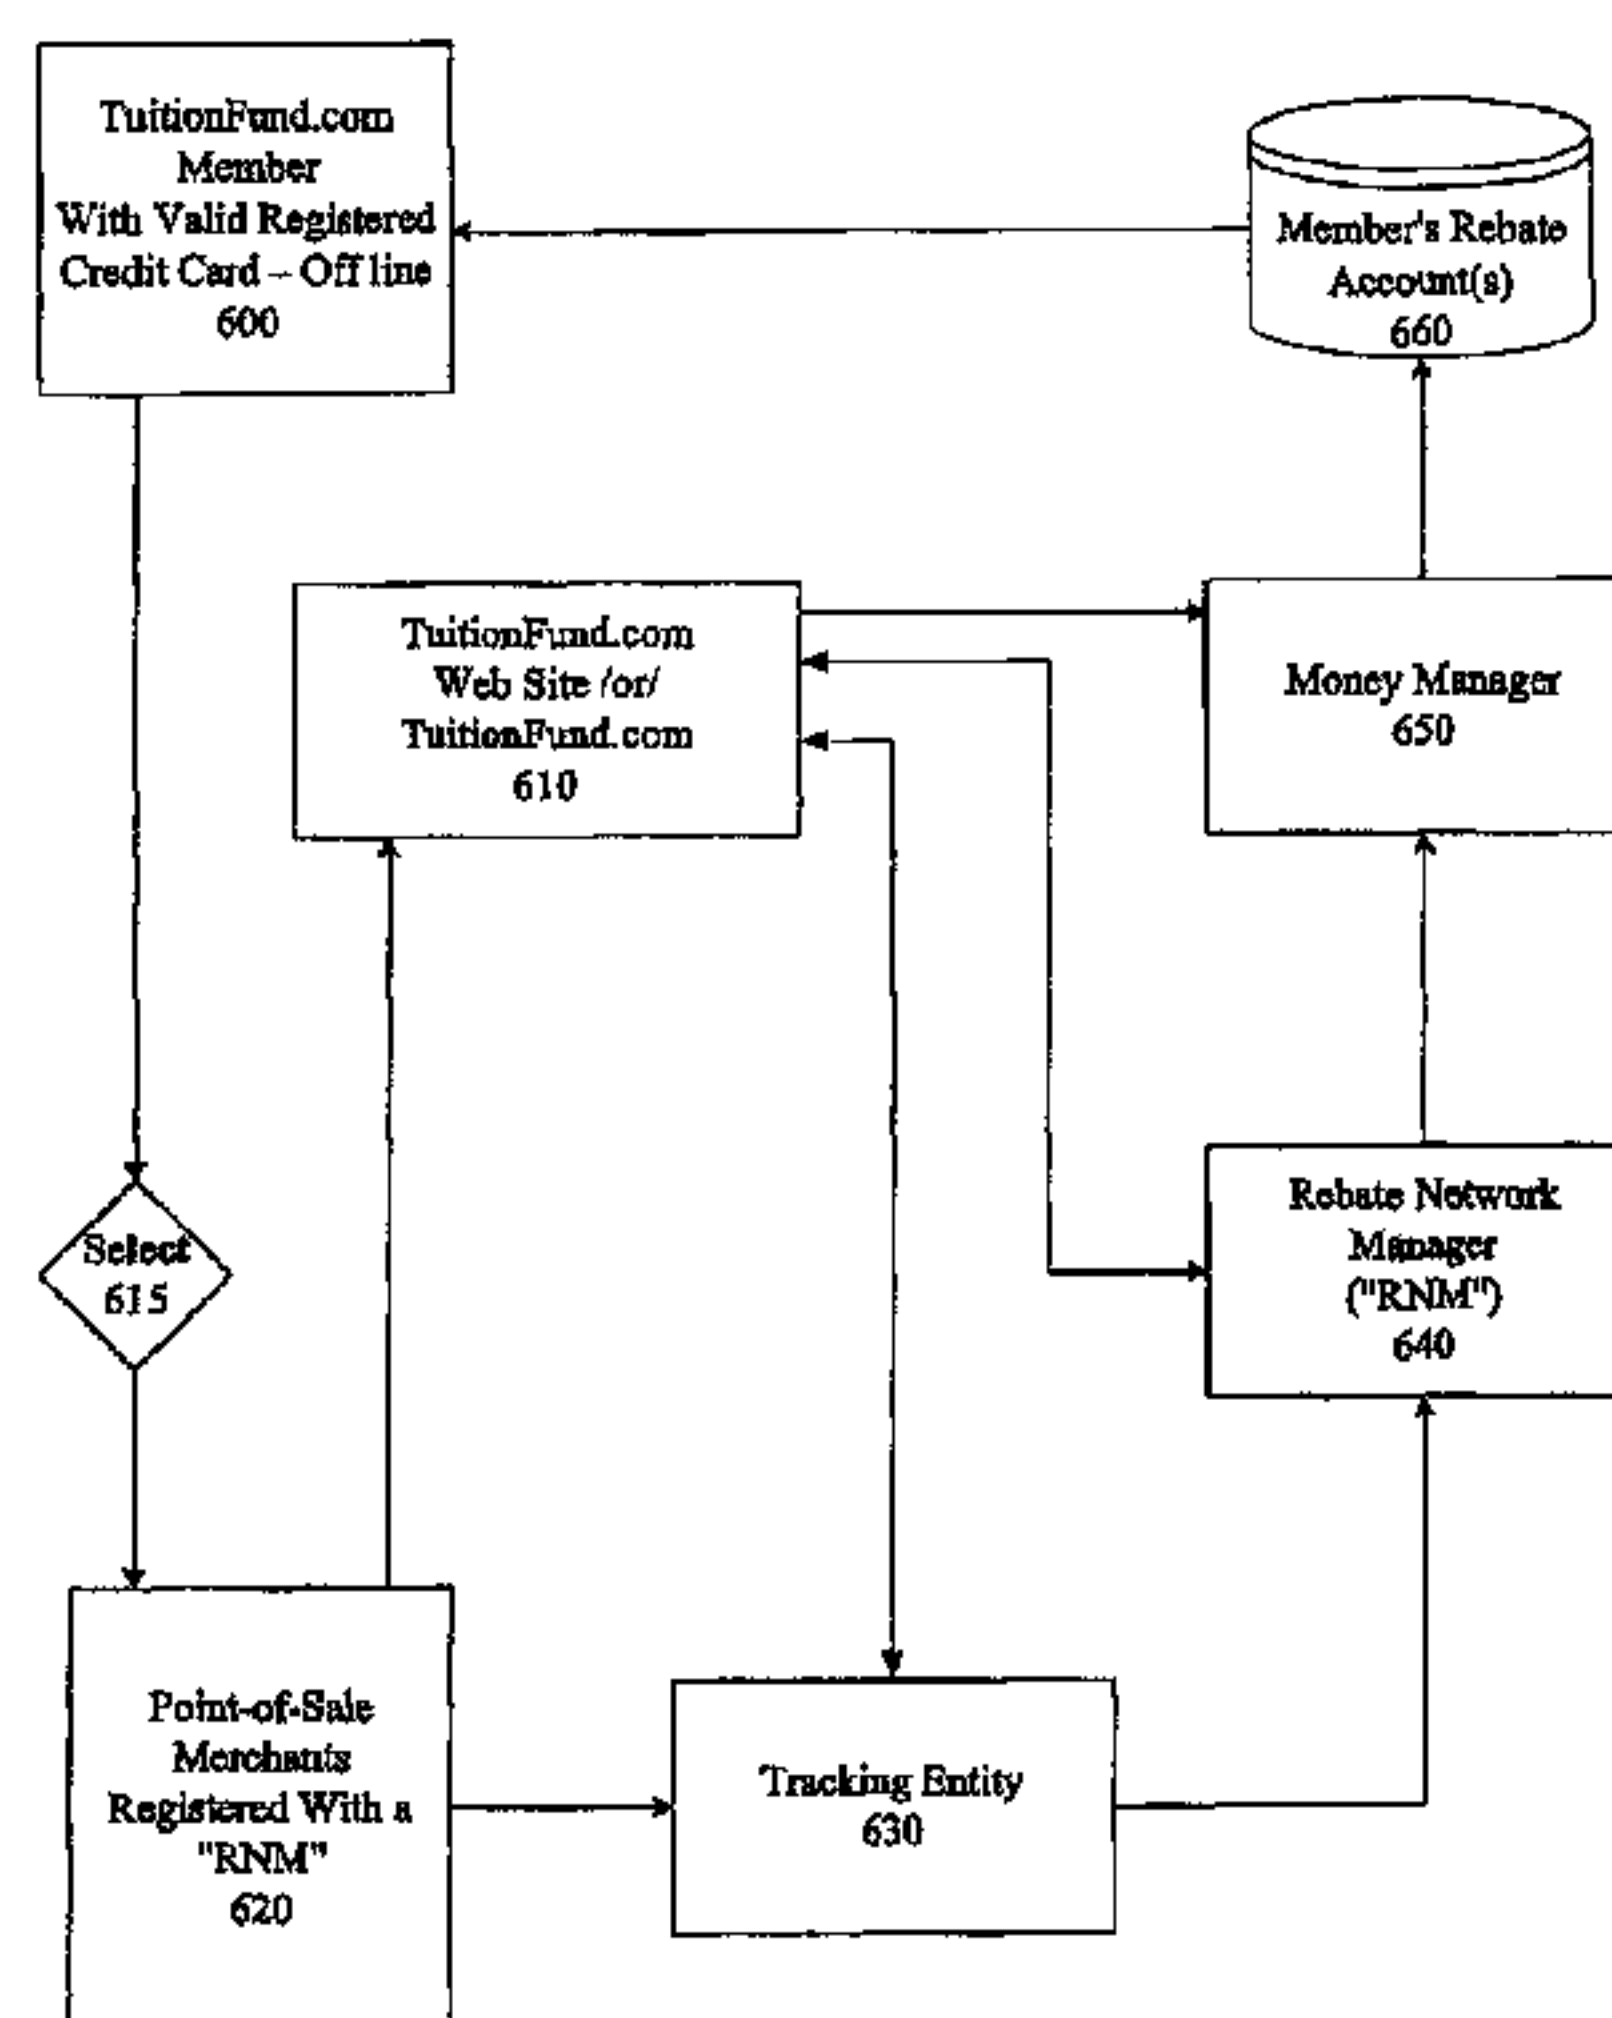 TuitionFund.com
Member
With Valid Registered
Credit Card – Off line
600
Member's Rebate
Account(s)
660
TuitionFund.com
Web Site /or/
TuitionFund.com
610
Money Manager
650
Select
615
Rebate Network
Manager
("RNM")
640
Point-of-Sale
Merchants
Registered With a
"RNM"
620
Tracking Entity
630